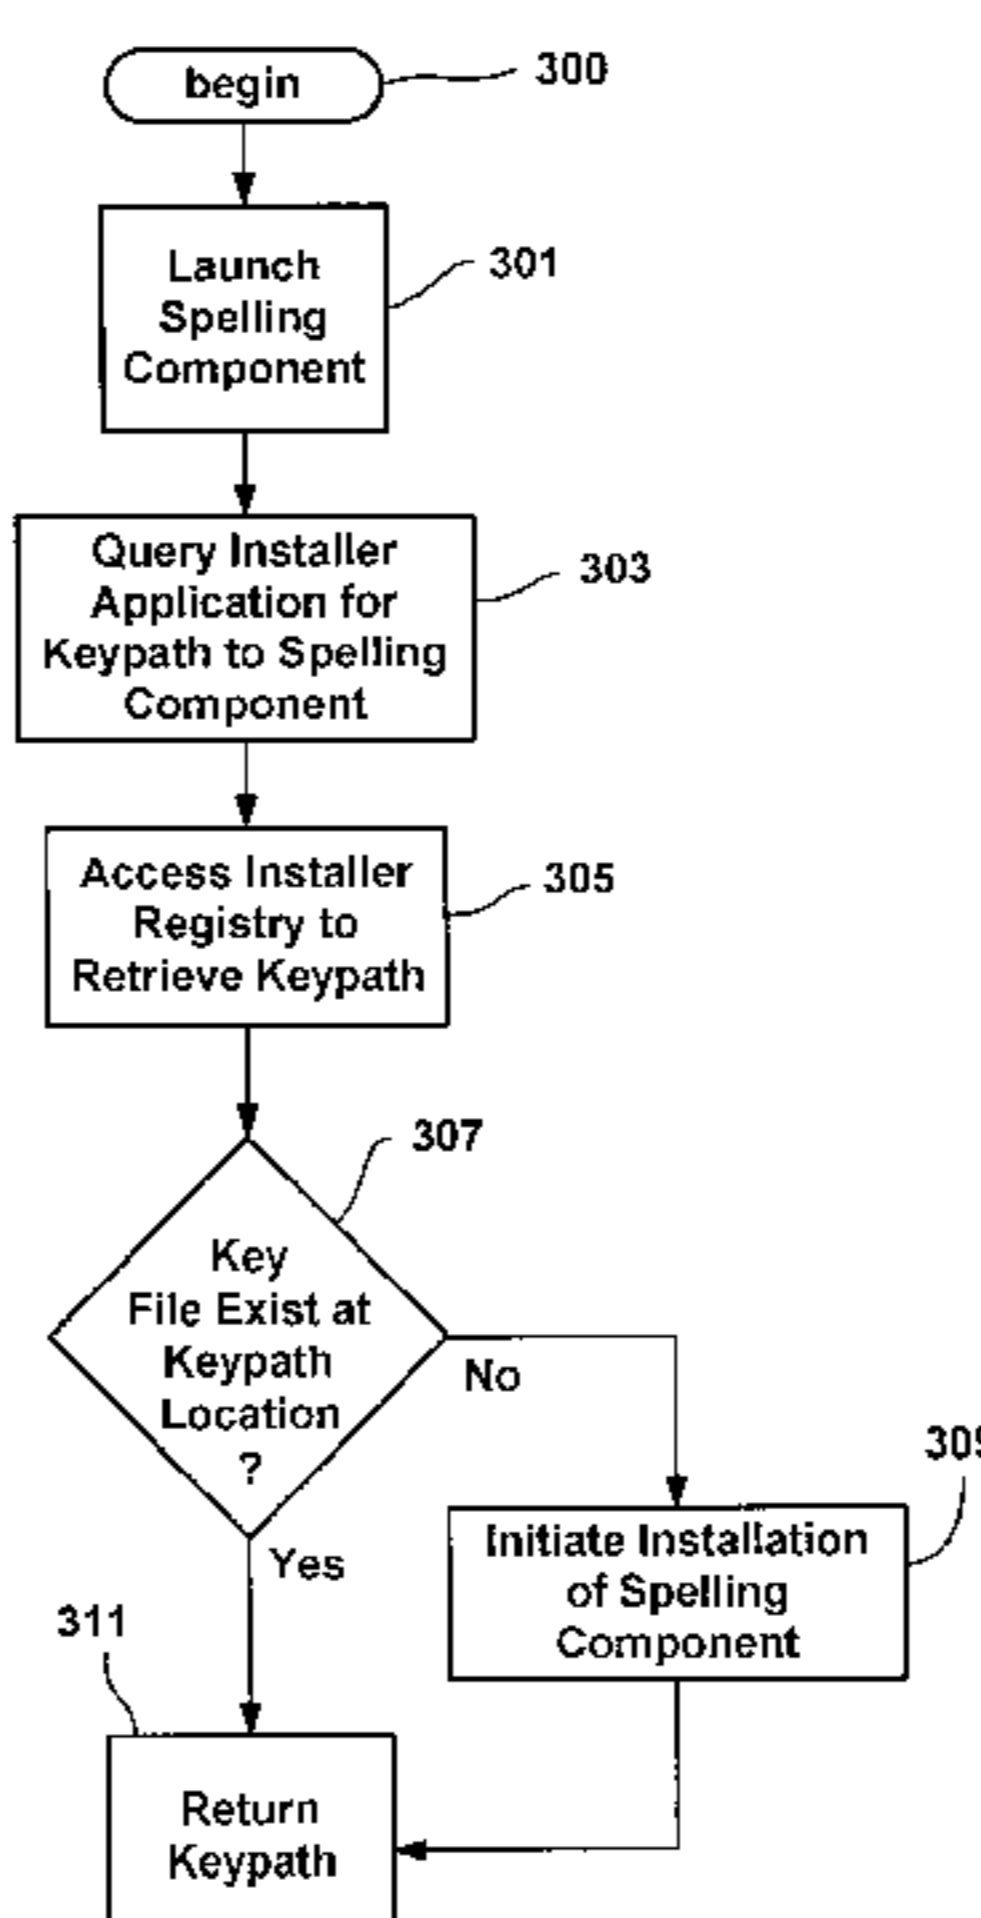 begin
300
Launch
Spelling
Component
301
Query Installer
Application for
Keypath to Spelling
Component
303
Access Installer
Registry to
Retrieve Keypath
305
307
Key
File Exist at
Keypath
Location
?
No
Yes
309
Initiate Installation
of Spelling
Component
311
Return
Keypath